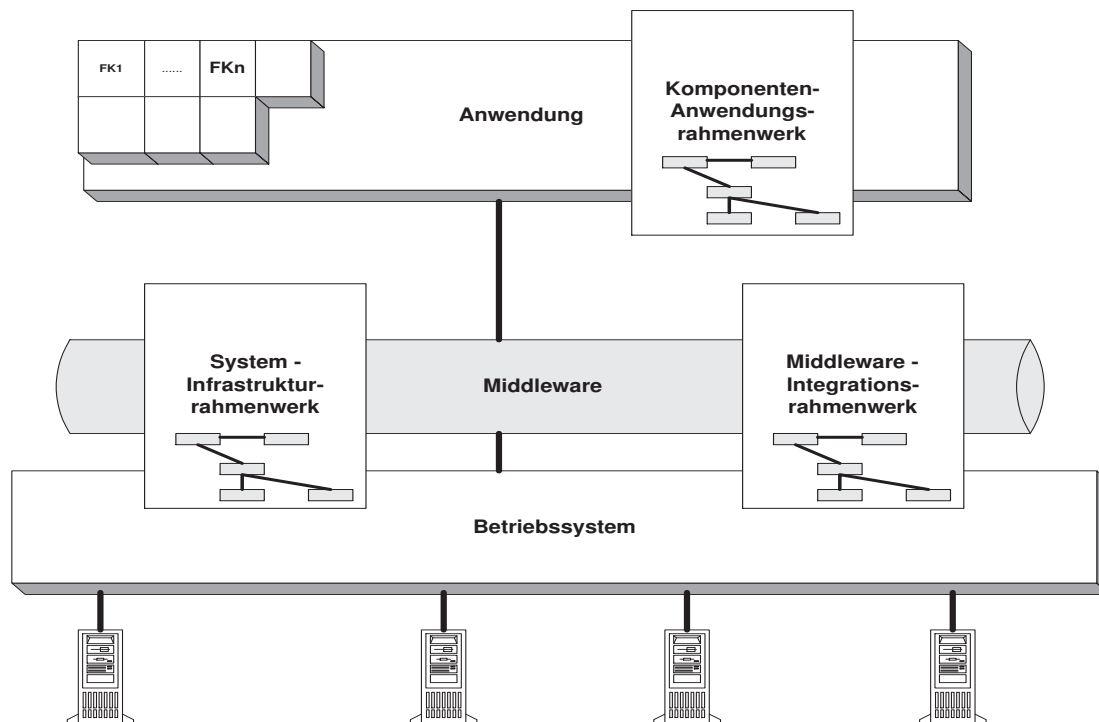 FK1
......
FKn
Anwendung
Komponenten-
Anwendungs-
rahmenwerk
System -
Infrastruktur-
rahmenwerk
Middleware
Middleware -
Integrations-
rahmenwerk
Betriebssystem